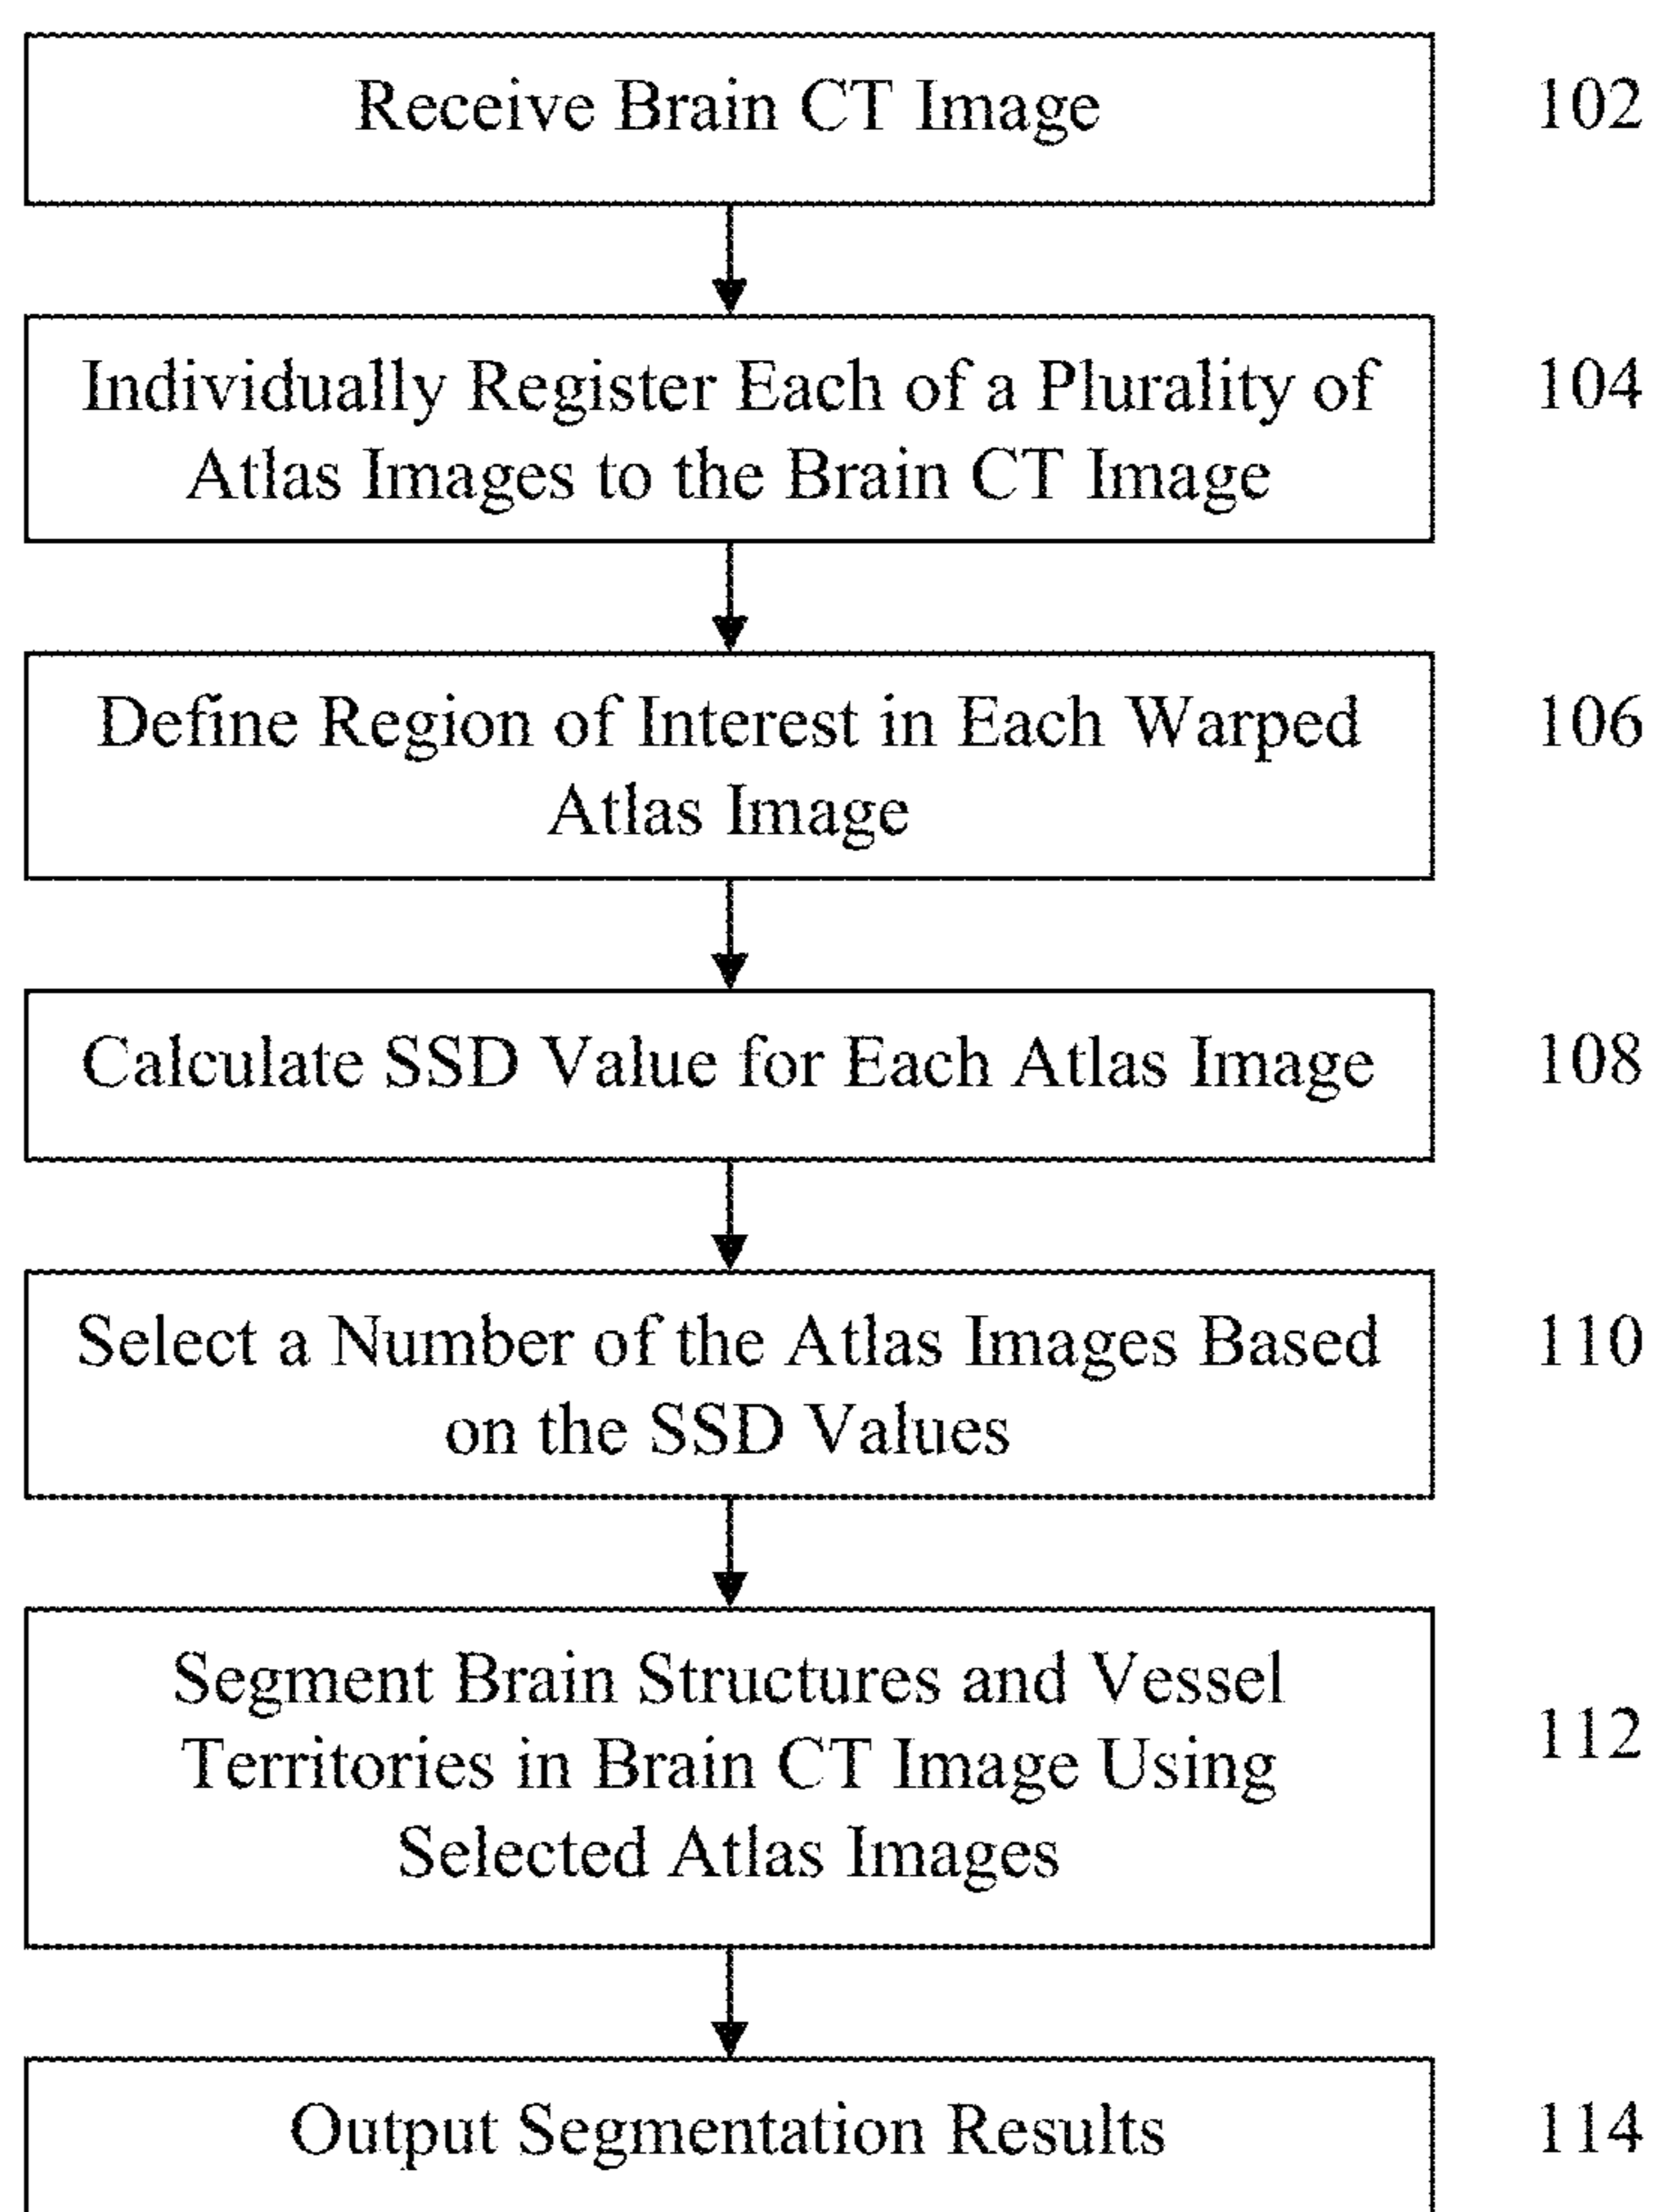 Receive Brain CT Image
102
Individually Register Each of a Plurality of
Atlas Images to the Brain CT Image
104
Define Region of Interest in Each Warped
Atlas Image
106
Calculate SSD Value for Each Atlas Image
108
Select a Number of the Atlas Images Based
on the SSD Values
110
Segment Brain Structures and Vessel
Territories in Brain CT Image Using
Selected Atlas Images
112
Output Segmentation Results
114